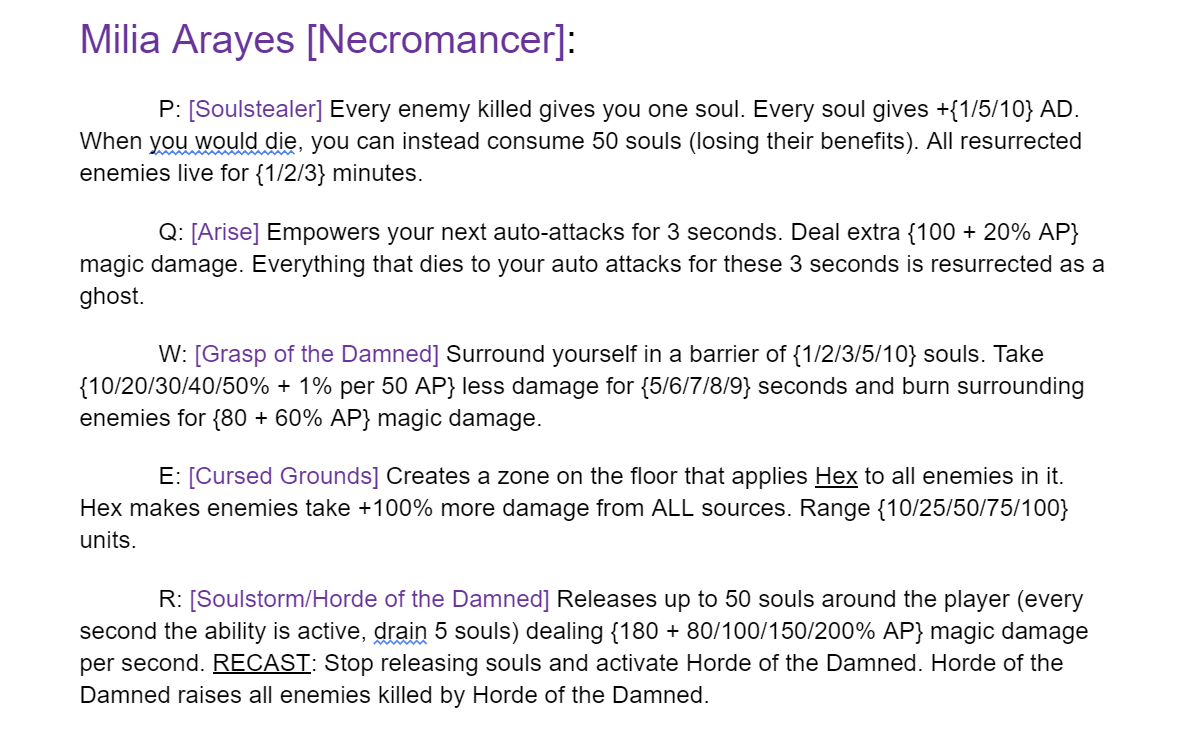 Milia Arayes [Necromancer]:
P: [Soulstealer] Every enemy killed gives you one soul. Every soul gives +{1/5/10} AD.
When you would die, you can instead consume 50 souls (losing their benefits). All resurrected
enemies live for {1/2/3} minutes.
Q: [Arise] Empowers your next auto-attacks for 3 seconds. Deal extra {100 + 20% AP}
magic damage. Everything that dies to your auto attacks for these 3 seconds is resurrected as a
ghost.
W: [Grasp of the Damned] Surround yourself in a barrier of {1/2/3/5/10} souls. Take
{10/20/30/40/50% + 1% per 50 AP} less damage for {5/6/7/8/9} seconds and burn surrounding
enemies for {80 + 60% AP} magic damage.
E: [Cursed Grounds] Creates a zone on the floor that applies Hex to all enemies in it.
Hex makes enemies take +100% more damage from ALL sources. Range {10/25/50/75/100}
units.
R: [Soulstorm/Horde of the Damned] Releases up to 50 souls around the player (every
second the ability is active, drain 5 souls) dealing {180 + 80/100/150/200% AP} magic damage
per second. RECAST: Stop releasing souls and activate Horde of the Damned. Horde of the
Damned raises all enemies killed by Horde of the Damned.